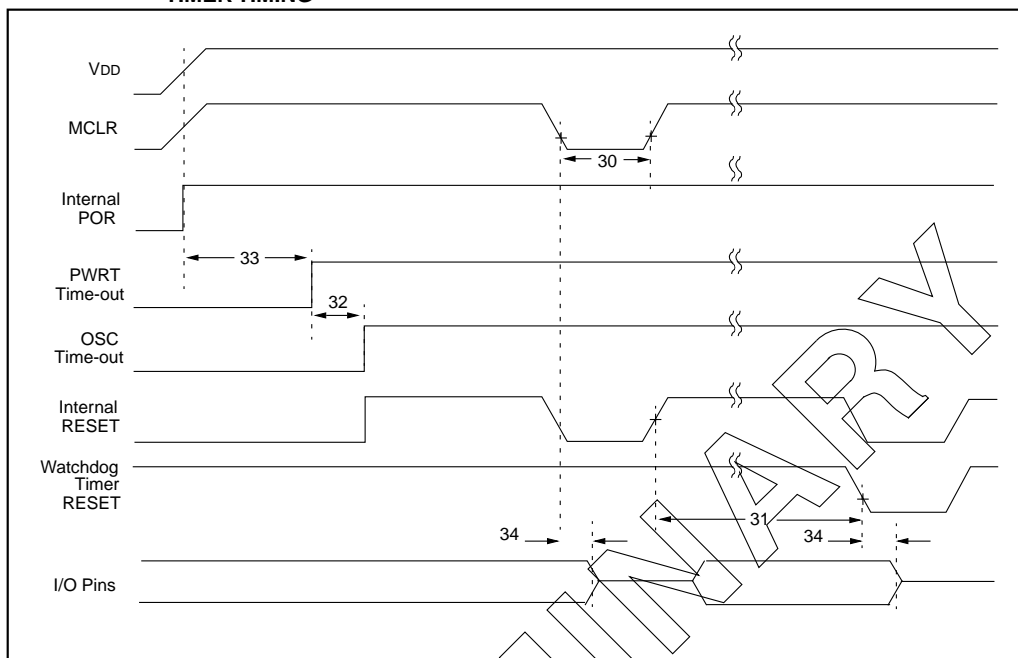 TIMER TIMING
VDD
MCLR
30
Internal
POR
33
PWRT
Time-out
32
OSC
Time-out
Internal
RESET
Watchdog
Timer
RESET
31
34
34
I/O Pins
INARY